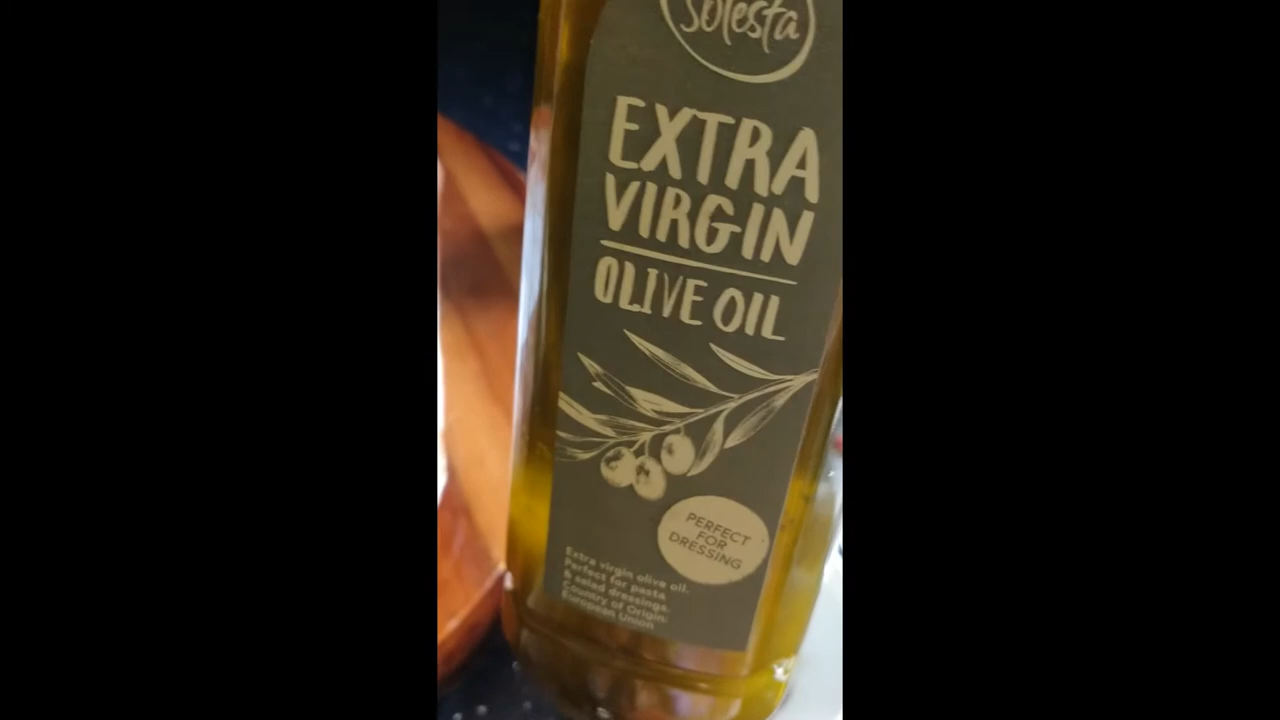 Solesta
EXTRA
VIRGIN
OLIVE OIL
PERFECT
FOR
DRESSING
Extra virgin olive oil.
Perfect for pasta
& salad dressings.
Country of Origin:
European Union